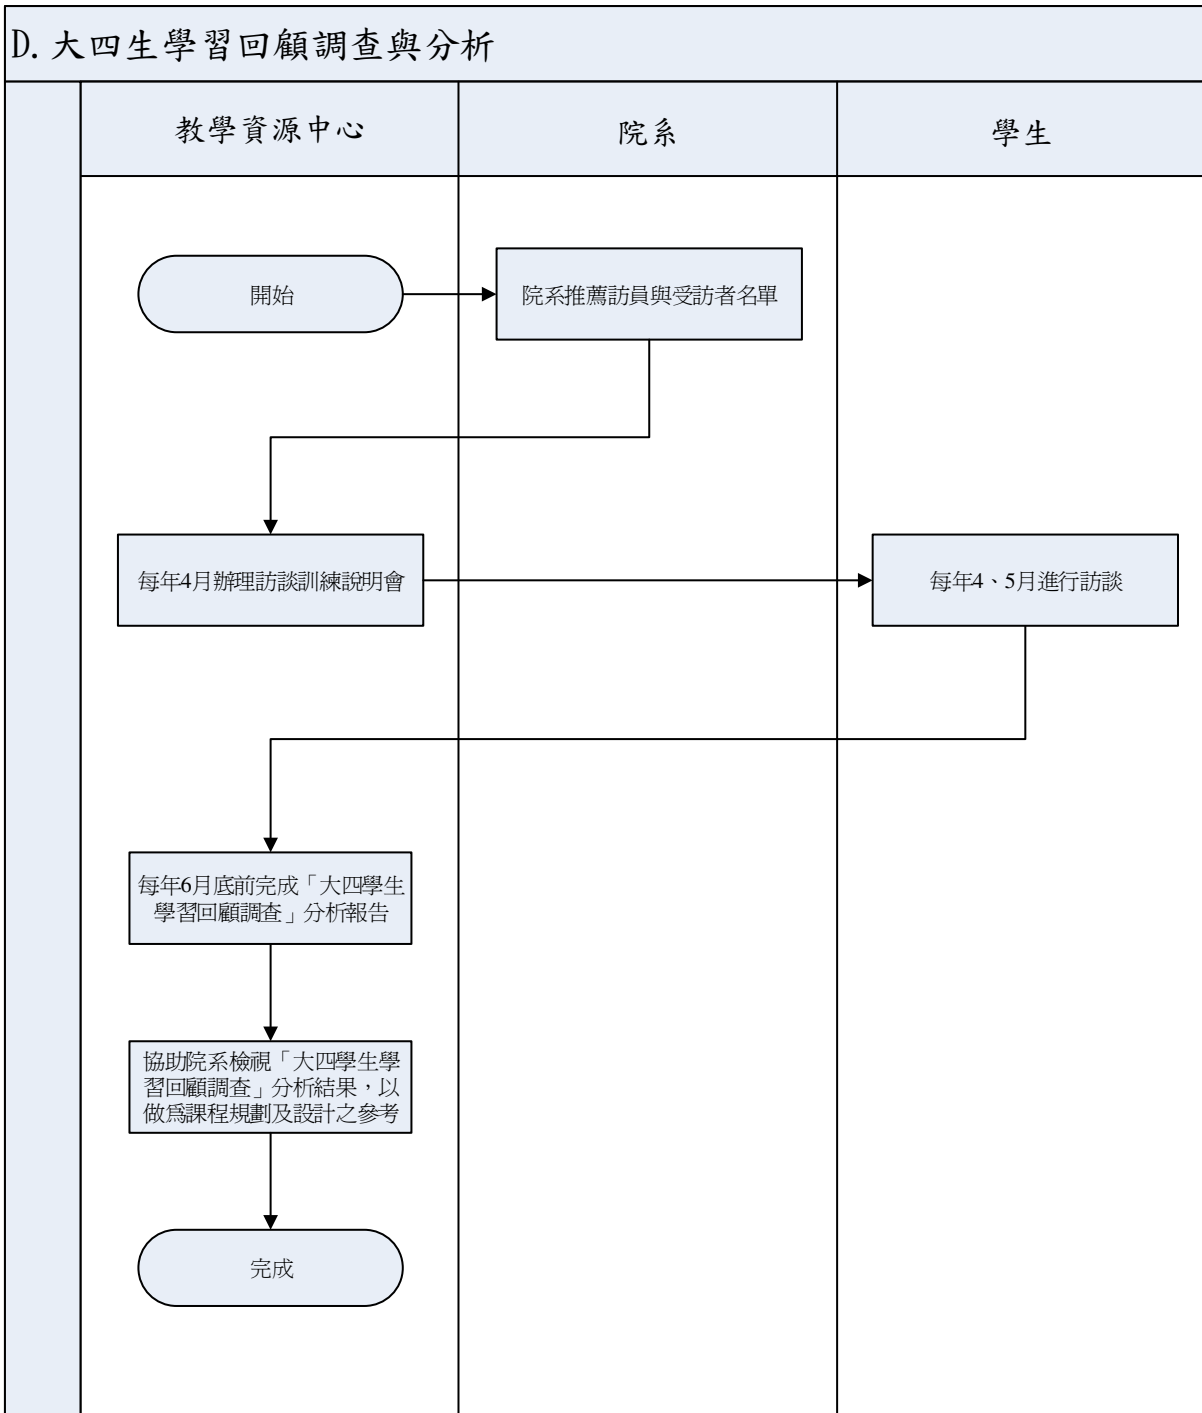 D. 大四生學習回顧調查與分析
教學資源中心
院系
學生
開始
院系推薦訪員與受訪者名單
每年4月辦理訪談訓練說明會
每年4、5月進行訪談
每年6月底前完成「大四學生
學習回顧調查」分析報告
協助院系檢視「大四學生學
習回顧調查」分析結果，以
做為課程規劃及設計之參考
完成